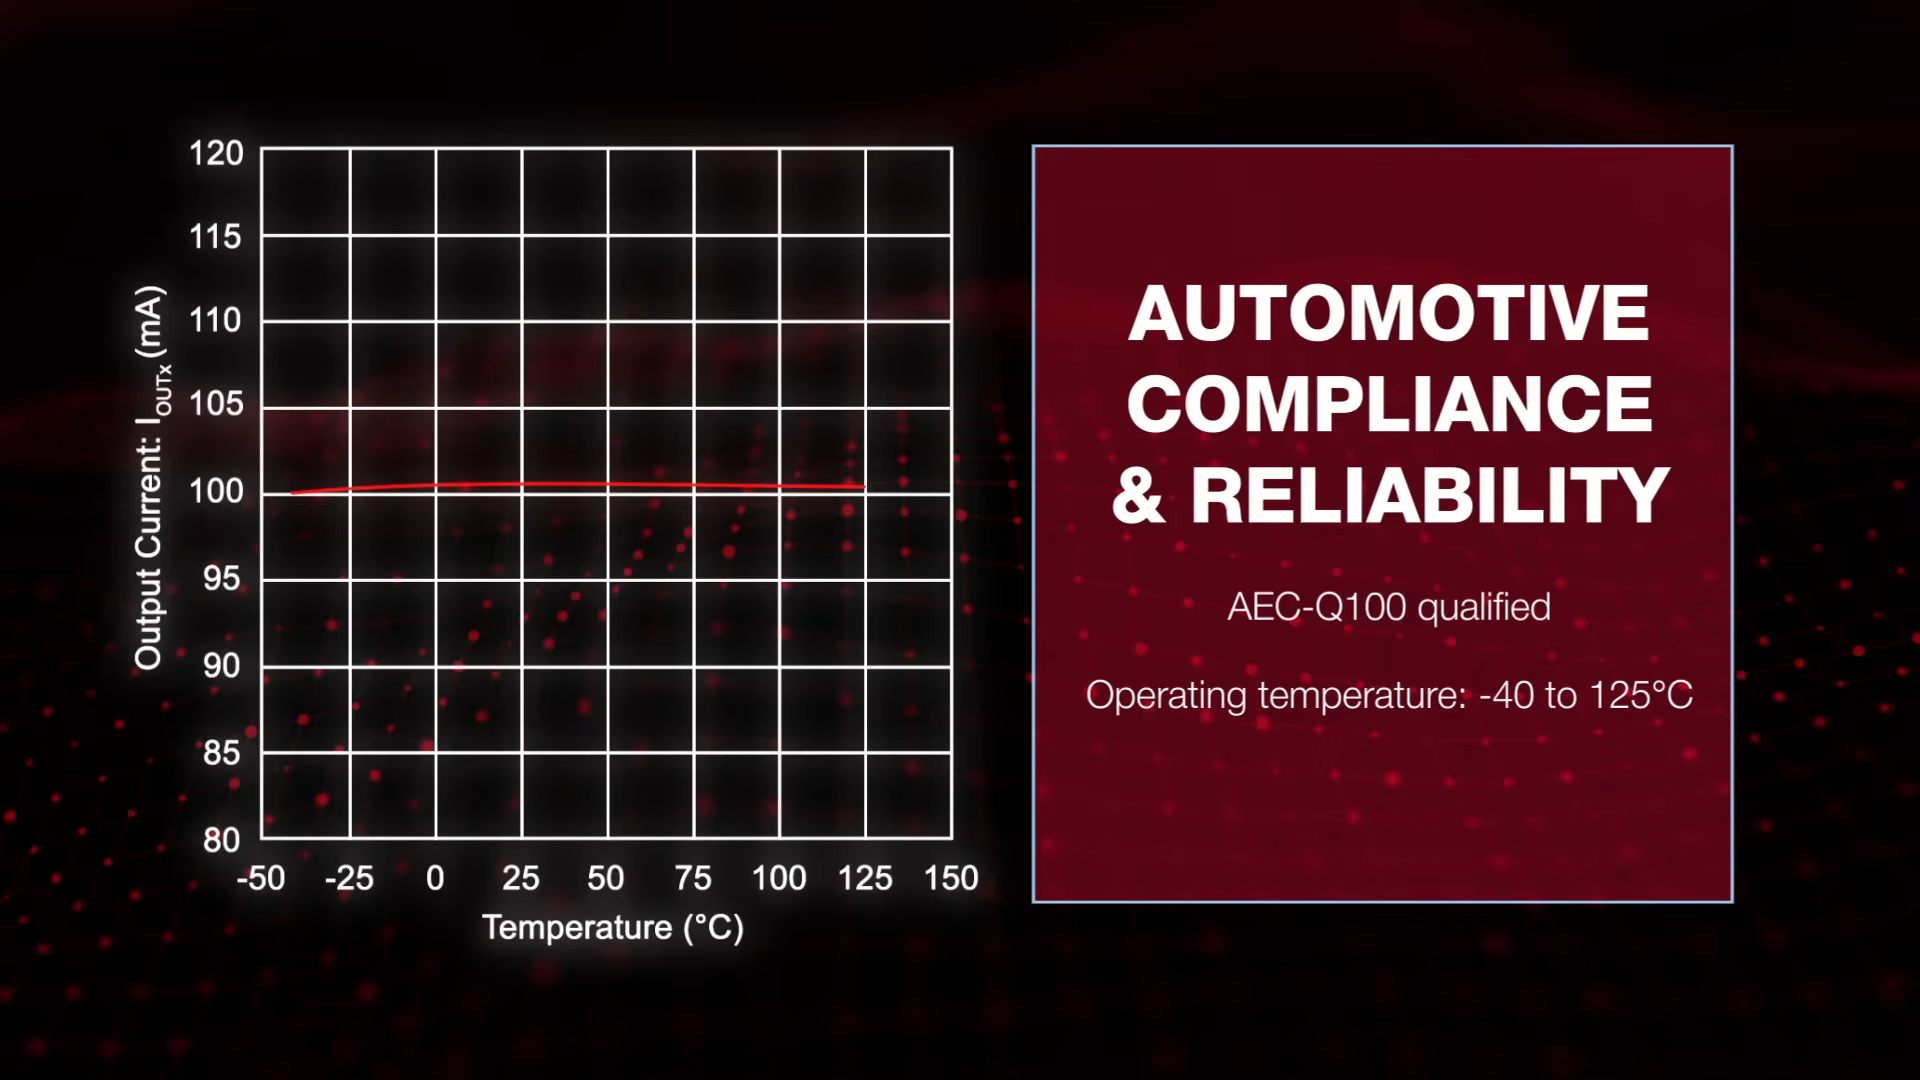 120
115
110
105
100
95
90
85
80
Output Current: IOUTx (mA)
-50 -25 0 25 50 75 100 125 150
Temperature (°C)
AUTOMOTIVE
COMPLIANCE
& RELIABILITY
AEC-Q100 qualified
Operating temperature: -40 to 125°C